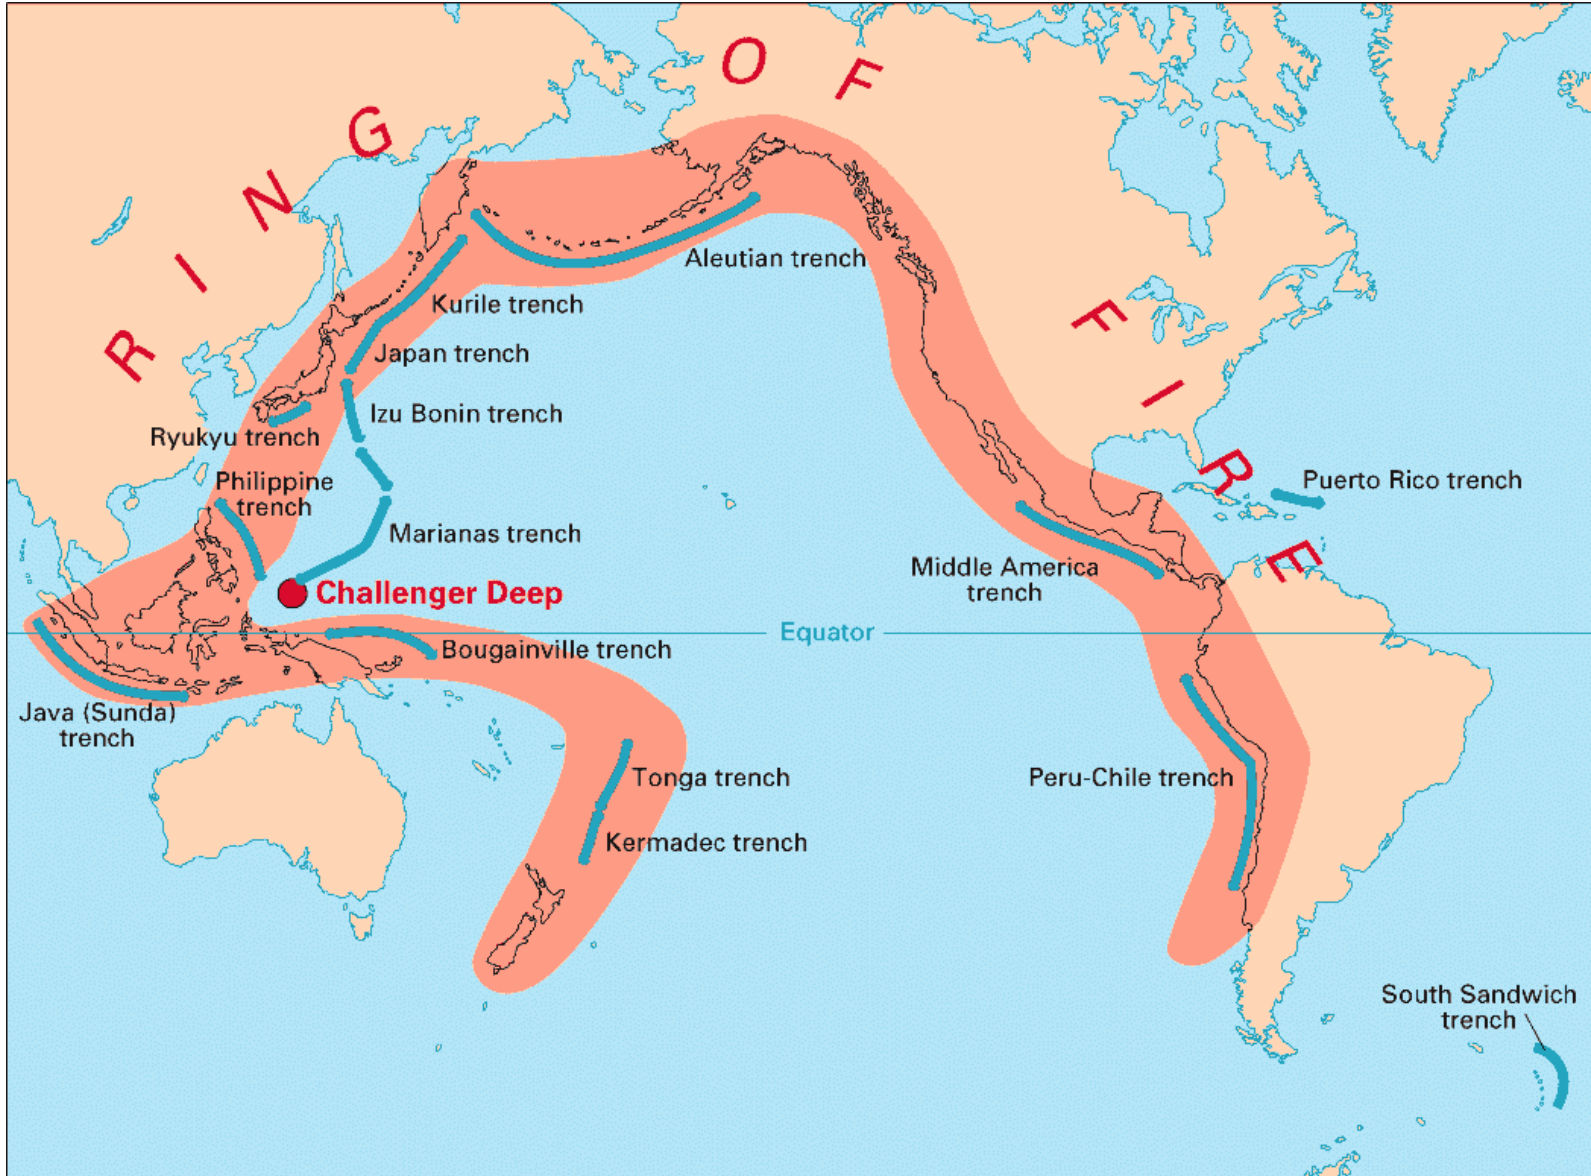 RING OF FIRE
Aleutian trench
Kurile trench
Japan trench
Izu Bonin trench
Ryukyu trench
Philippine
trench
Marianas trench
Challenger Deep
Puerto Rico trench
Middle America
trench
Equator
Bougainville trench
Java (Sunda)
trench
Tonga trench
Kermadec trench
Peru-Chile trench
South Sandwich
trench